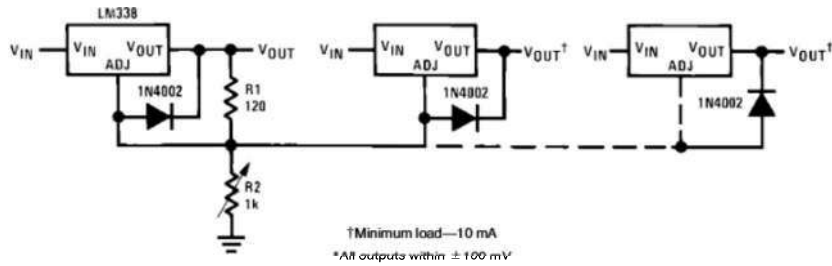 LM338
VIN VIN VOUT VOUT
ADJ
1N4002
R1
120
R2
1k
VIN VIN VOUT VOUT†
ADJ
1N4002
VIN VIN VOUT VOUT†
ADJ
1N4002
†Minimum load—10 mA
*All outputs within ±100 mV